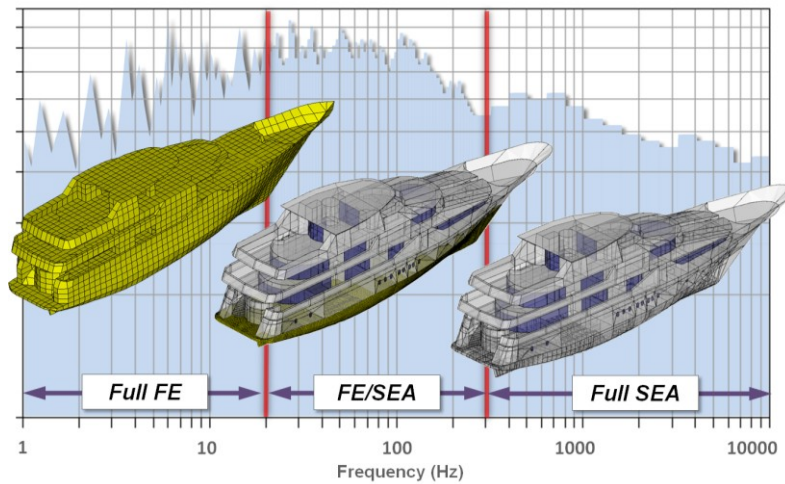 Full FE
FE/SEA
Full SEA
1
10
100
1000
10000
Frequency (Hz)